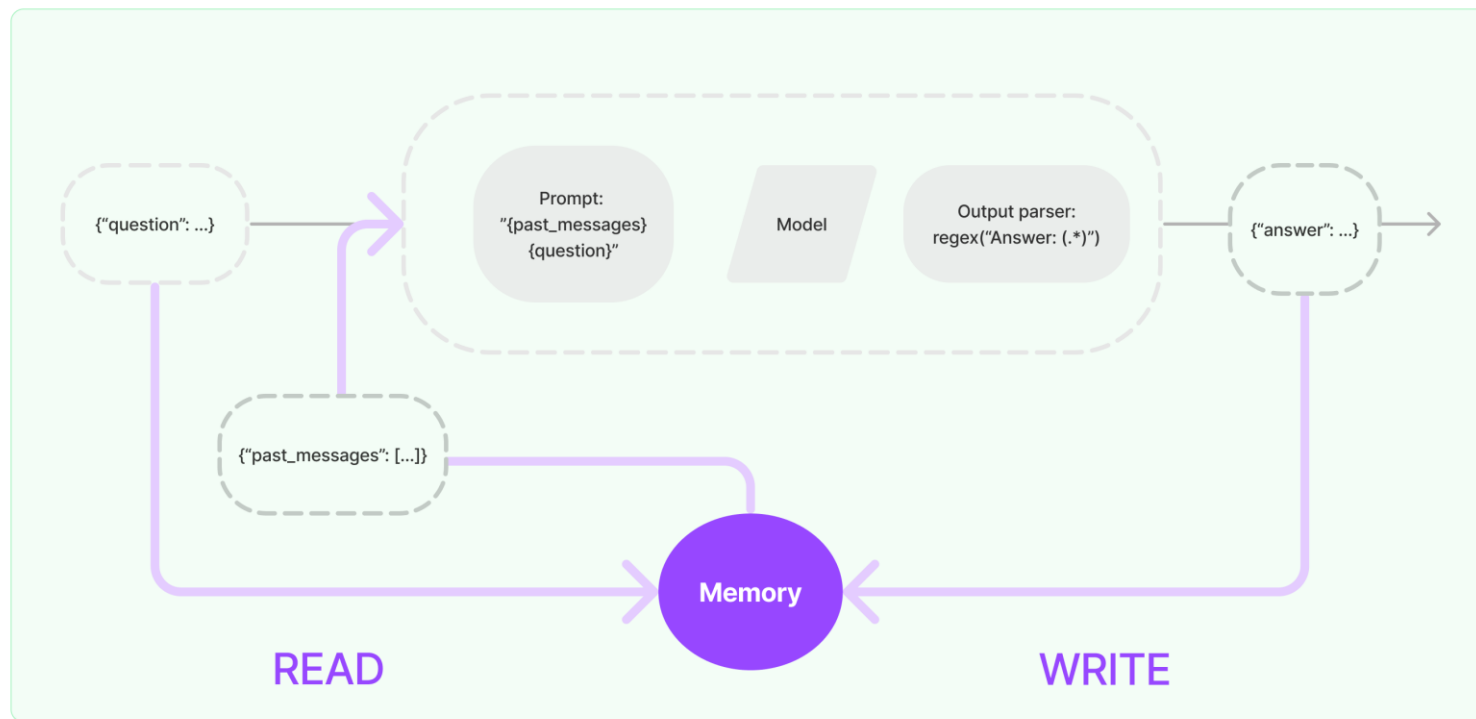 {“question”: ...}
Prompt:
”{past_messages}
{question}”
Model
Output parser:
regex(“Answer: (.*)”)
{“answer”: ...}
{“past_messages”: [...]}
Memory
READ
WRITE